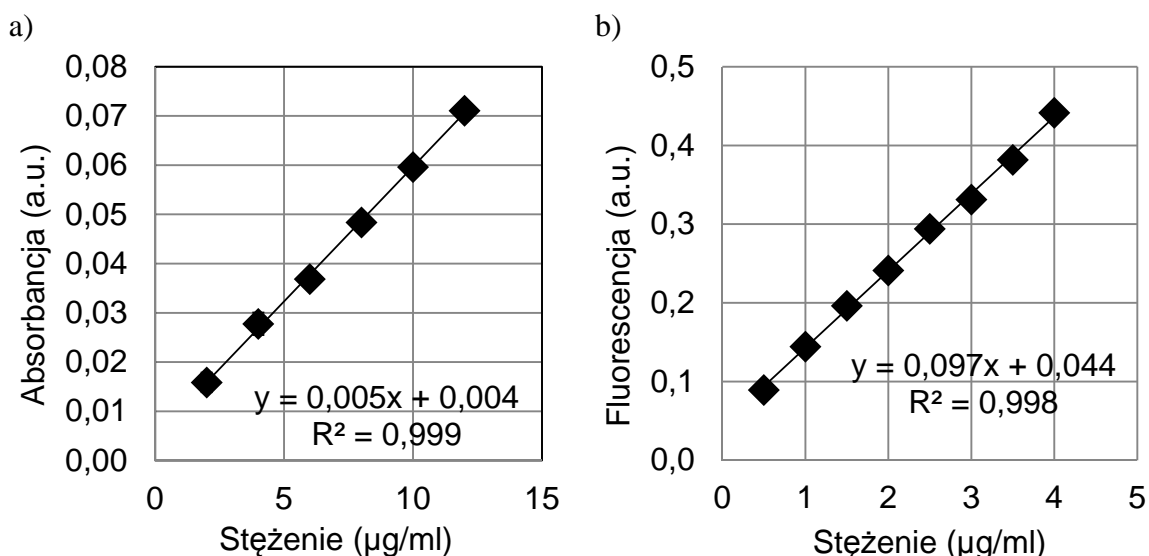 a)
0,08
0,07
0,06
0,05
0,04
0,03
0,02
0,01
0,00
Absorbancja (a.u.)
y = 0,005x + 0,004
R² = 0,999
0 5 10 15
Stężenie (µg/ml)
b)
0,5
0,4
0,3
0,2
0,1
0,0
Fluorescencja (a.u.)
y = 0,097x + 0,044
R² = 0,998
0 1 2 3 4 5
Stężenie (µg/ml)